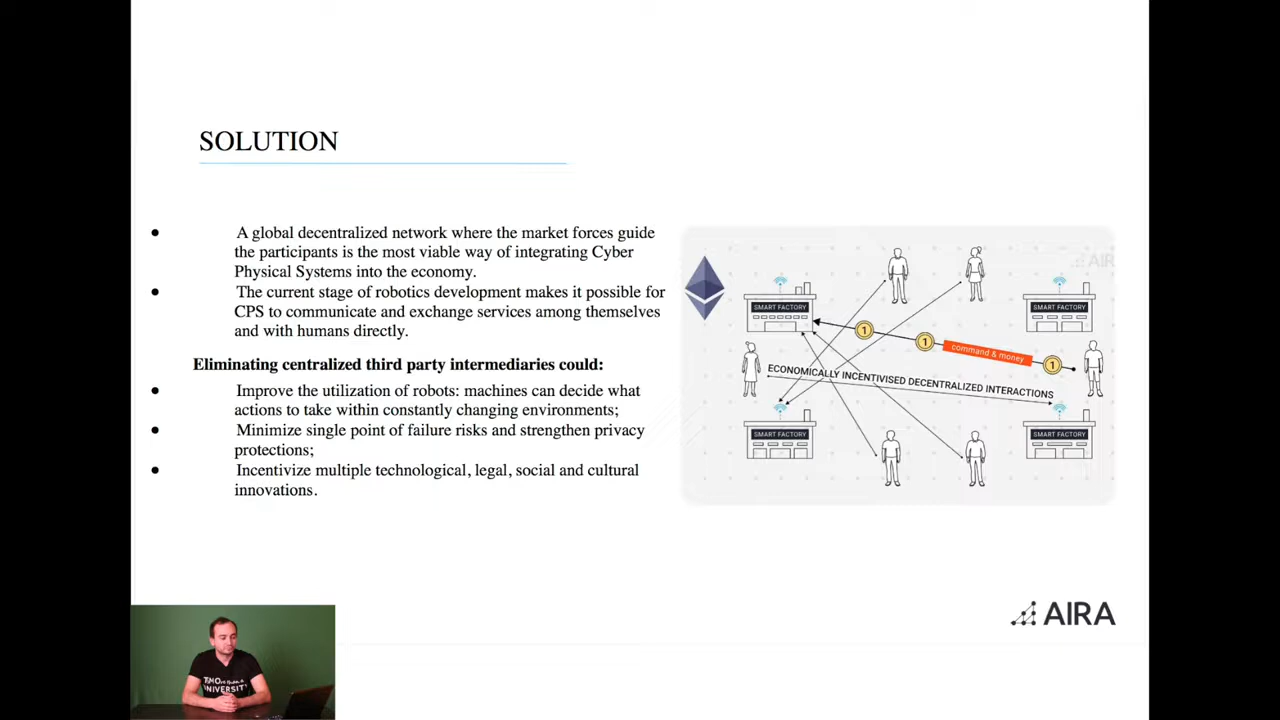 SOLUTION
A global decentralized network where the market forces guide
the participants is the most viable way of integrating Cyber
Physical Systems into the economy.
The current stage of robotics development makes it possible for
CPS to communicate and exchange services among themselves
and with humans directly.
Eliminating centralized third party intermediaries could:
Improve the utilization of robots: machines can decide what
actions to take within constantly changing environments;
Minimize single point of failure risks and strengthen privacy
protections;
Incentivize multiple technological, legal, social and cultural
innovations.
AIR
SMART FACTORY
SMART FACTORY
1
1
command & money
1
ECONOMICALLY INCENTIVISED DECENTRALIZED INTERACTIONS
SMART FACTORY
SMART FACTORY
AIRA
UNIVERSITY